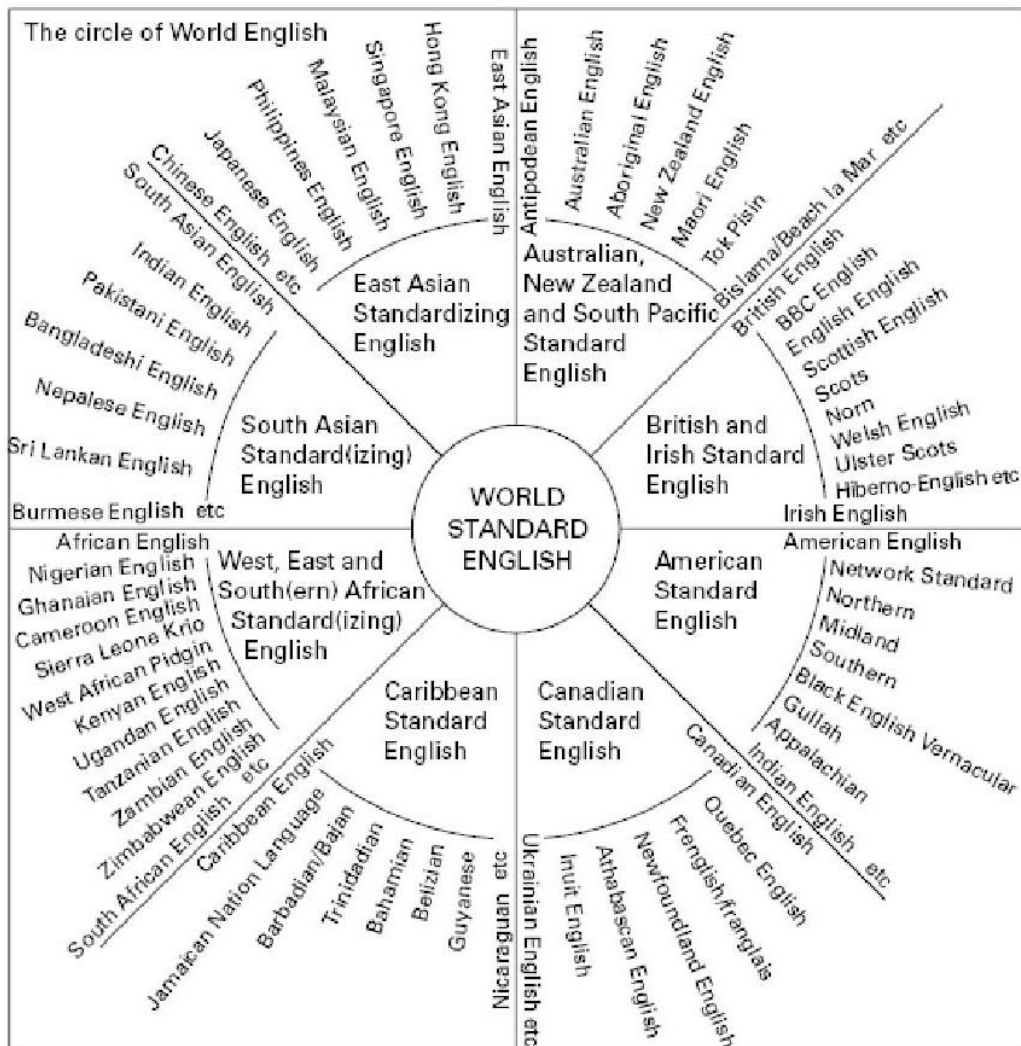 The circle of World English
East Asian English
Hong Kong English
Singapore English
Malaysian English
Philippines English
Japanese English
Chinese English etc
East Asian
Standardizing
English
Antipodean English
Australian English
Aboriginal English
New Zealand English
Maori English
Tok Pisin
Bislama/Beach la Mar etc
Australian,
New Zealand
and South Pacific
Standard
English
British English
BBC English
English English
Scottish English
Scots
Norn
Welsh English
Ulster Scots
Hiberno-English etc
Irish English
British and
Irish Standard
English
American English
Network Standard
Northern
Midland
Southern
Black English Vernacular
Gullah
Appalachian
Indian English etc
American
Standard
English
Canadian English
Quebec English
Frenglish/franglais
Newfoundland English
Athabascan English
Inuit English
Ukrainian English etc
Canadian
Standard
English
Caribbean English
Jamaican Nation Language
Barbadian/Bajan
Trinidadian
Bahamian
Belizian
Guyanese
Nicaraguan etc
Caribbean
Standard
English
African English
Nigerian English
Ghanaian English
Cameroon English
Sierra Leone Krio
West African Pidgin
Kenyan English
Ugandan English
Tanzanian English
Zambian English
Zimbabwean English
South African English etc
West, East and
South(ern) African
Standard(izing)
English
South Asian English
Indian English
Pakistani English
Bangladeshi English
Nepalese English
Sri Lankan English
Burmese English etc
South Asian
Standard(izing)
English
WORLD
STANDARD
ENGLISH